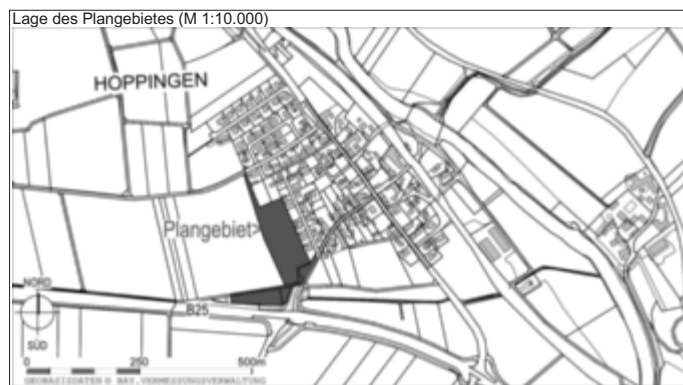 Lage des Plangebietes (M 1:10.000)
HOPPINGEN
Plangebiet>
NORD
B25
SÜD
0 250 500m
GEOBASISDATEN © BAY.VERMESSUNGSVERWALTUNG